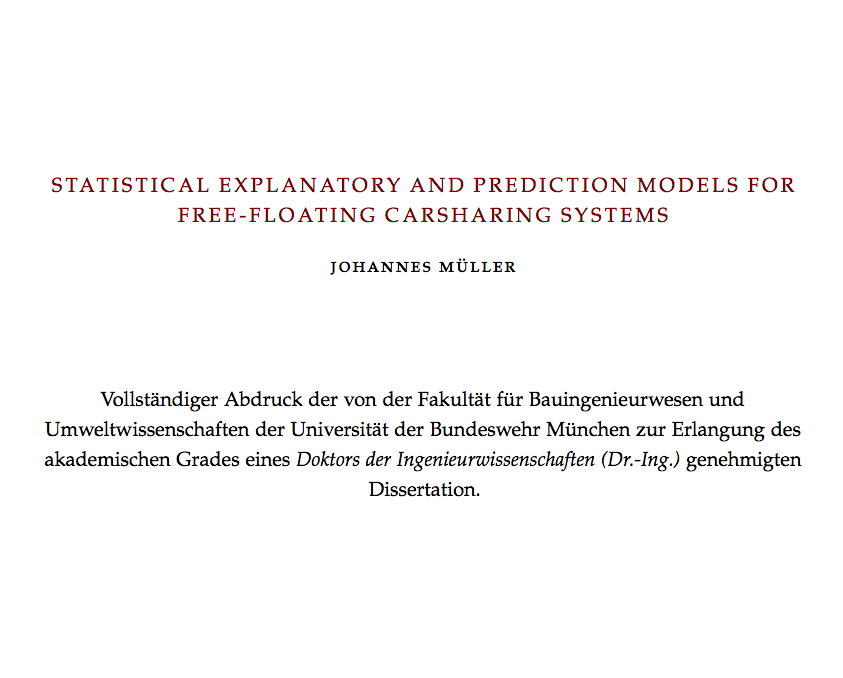 STATISTICAL EXPLANATORY AND PREDICTION MODELS FOR
FREE-FLOATING CARSHARING SYSTEMS
JOHANNES MÜLLER
Vollständiger Abdruck der von der Fakultät für Bauingenieurwesen und
Umweltwissenschaften der Universität der Bundeswehr München zur Erlangung des
akademischen Grades eines Doktors der Ingenieurwissenschaften (Dr.-Ing.) genehmigten
Dissertation.